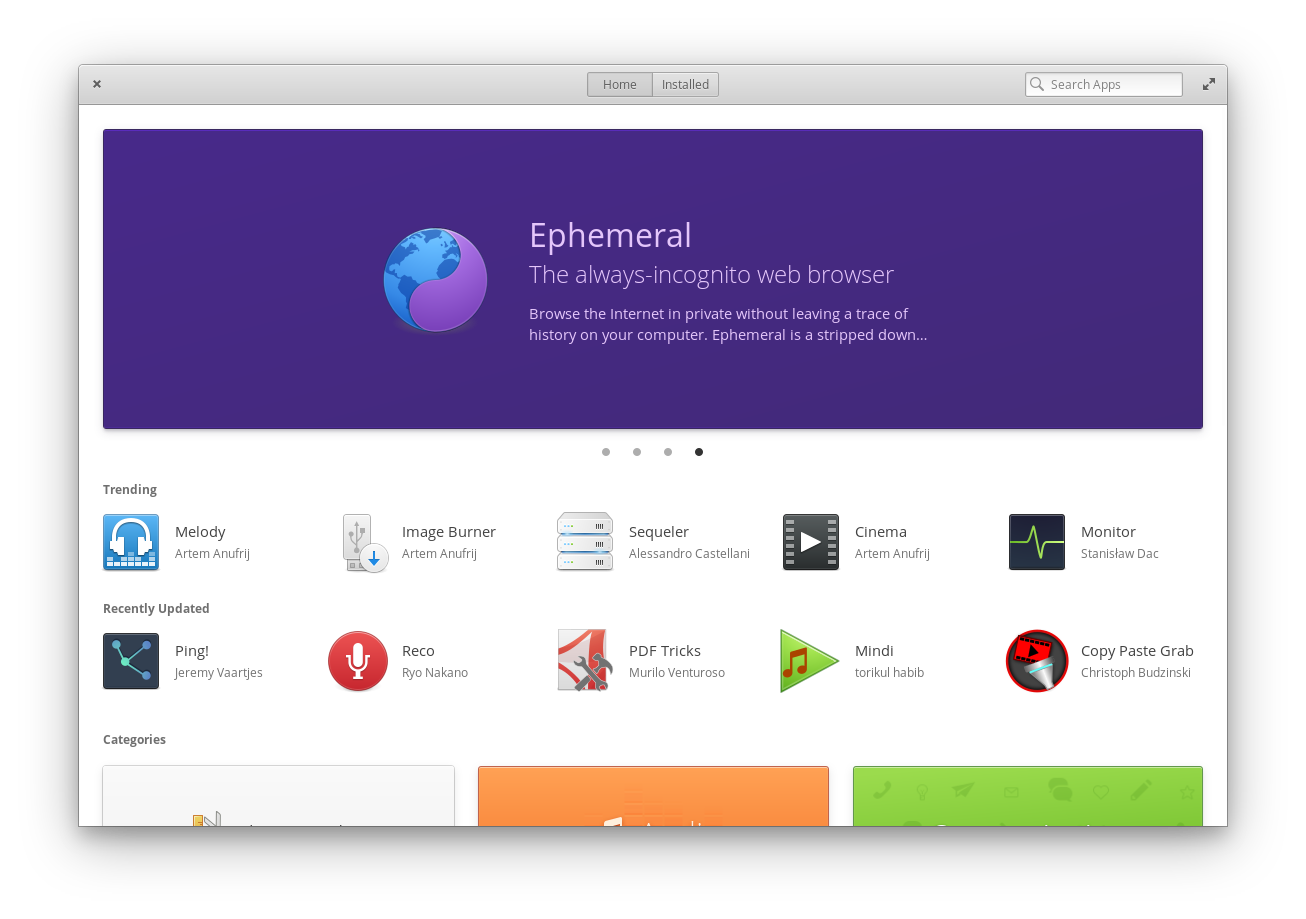 Home
Installed
Search Apps
Ephemeral
The always-incognito web browser
Browse the Internet in private without leaving a trace of
history on your computer. Ephemeral is a stripped down…
Trending
Melody
Artem Anufrij
Image Burner
Artem Anufrij
Sequeler
Alessandro Castellani
Cinema
Artem Anufrij
Monitor
Stanisław Dac
Recently Updated
Ping!
Jeremy Vaartjes
Reco
Ryo Nakano
PDF Tricks
Murilo Venturoso
Mindi
torikul habib
Copy Paste Grab
Christoph Budzinski
Categories